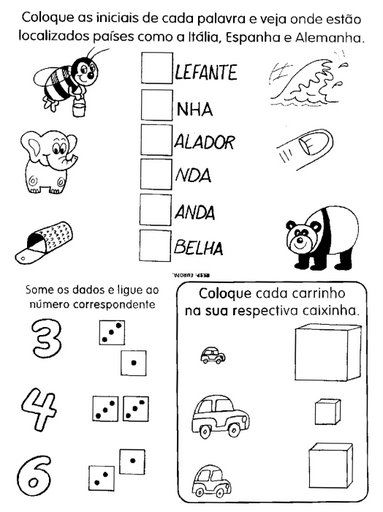 Coloque as iniciais de cada palavra e veja onde estão
localizados países como a Itália, Espanha e Alemanha.
LEFANTE
NHA
ALADOR
NDA
ANDA
BELHA
RESP. EUROPA.
Some os dados e ligue ao
número correspondente
3
4
6
Coloque cada carrinho
na sua respectiva caixinha.